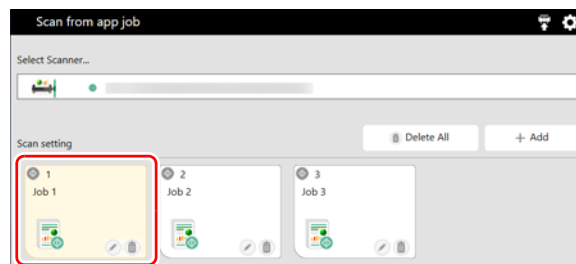 Scan from app job
Select Scanner...
Delete All
+ Add
Scan setting
1
Job 1
2
Job 2
3
Job 3